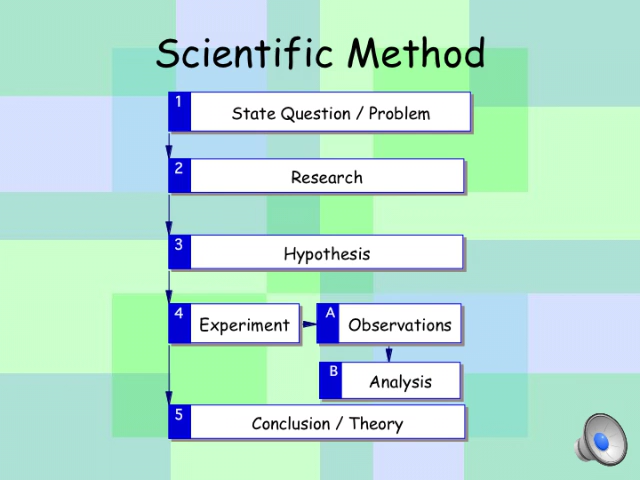 Scientific Method
1 State Question / Problem
2 Research
3 Hypothesis
4 Experiment A Observations
B Analysis
5 Conclusion / Theory